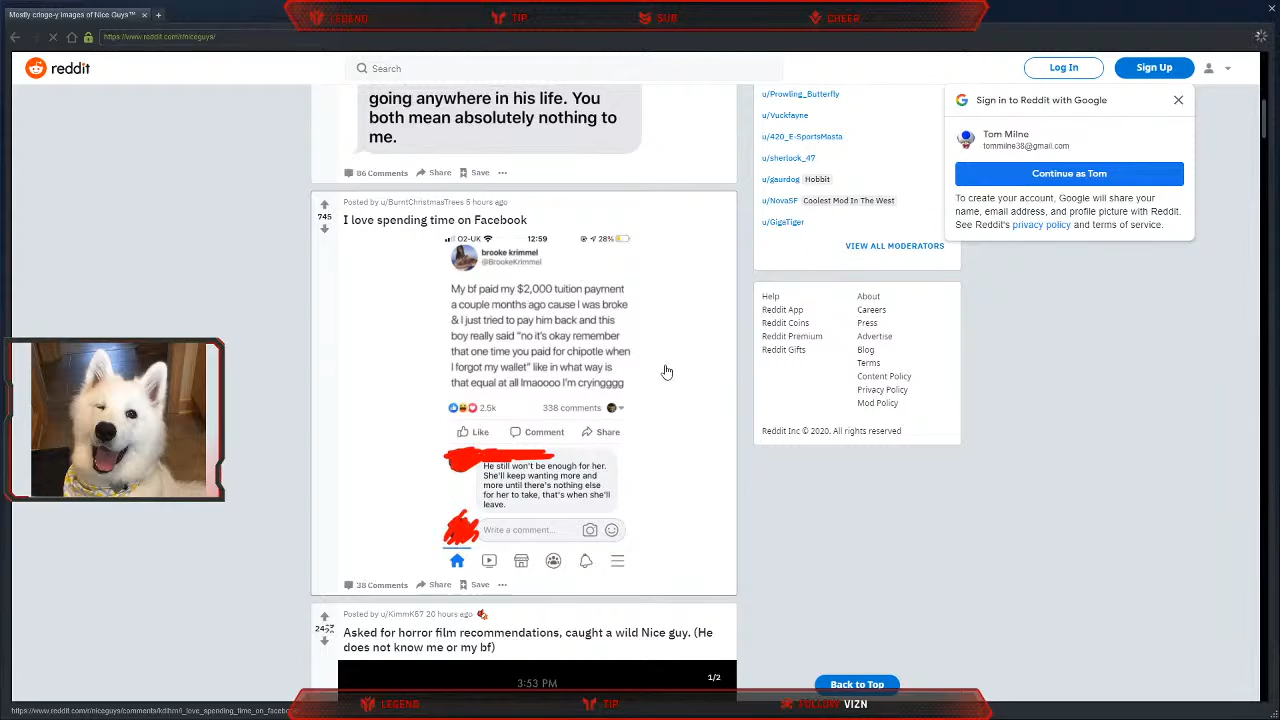 Mostly cringe-y images of Nice Guys™
https://www.reddit.com/r/niceguys/
LEGEND
TIP
SUB
CHEER
reddit
Search
Log In
Sign Up
going anywhere in his life. You
both mean absolutely nothing to
me.
86 Comments
Share
Save
Posted by u/BurntChristmasTrees 5 hours ago
745
I love spending time on Facebook
O2-UK
12:59
28%
brooke krimmel
@BrookeKrimmel
My bf paid my $2,000 tuition payment
a couple months ago cause I was broke
& I just tried to pay him back and this
boy really said "no it's okay remember
that one time you paid for chipotle when
I forgot my wallet" like in what way is
that equal at all lmaoooo I'm cryingggg
2.5k
338 comments
Like
Comment
Share
He still won't be enough for her.
She'll keep wanting more and
more until there's nothing else
for her to take, that's when she'll
leave.
Write a comment...
38 Comments
Share
Save
Posted by u/KimmK67 20 hours ago
Asked for horror film recommendations, caught a wild Nice guy. (He
does not know me or my bf)
3:53 PM
1/2
u/Prowling_Butterfly
u/Vuckfayne
u/420_E-SportsMasta
u/sherlock_47
u/gaurdog Hobbit
u/NovaSF Coolest Mod In The West
u/GigaTiger
VIEW ALL MODERATORS
Help
Reddit App
Reddit Coins
Reddit Premium
Reddit Gifts
About
Careers
Press
Advertise
Blog
Terms
Content Policy
Privacy Policy
Mod Policy
Reddit Inc © 2020. All rights reserved
Sign in to Reddit with Google
Tom Milne
tommilne38@gmail.com
Continue as Tom
To create your account, Google will share your
name, email address, and profile picture with Reddit.
See Reddit's privacy policy and terms of service.
Back to Top
LEGEND
TIP
FOLLOW VIZN